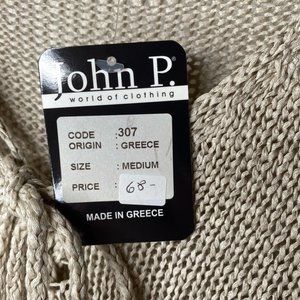 John P.
world of clothing
CODE : 307
ORIGIN : GREECE
SIZE : MEDIUM
PRICE : 68-
MADE IN GREECE